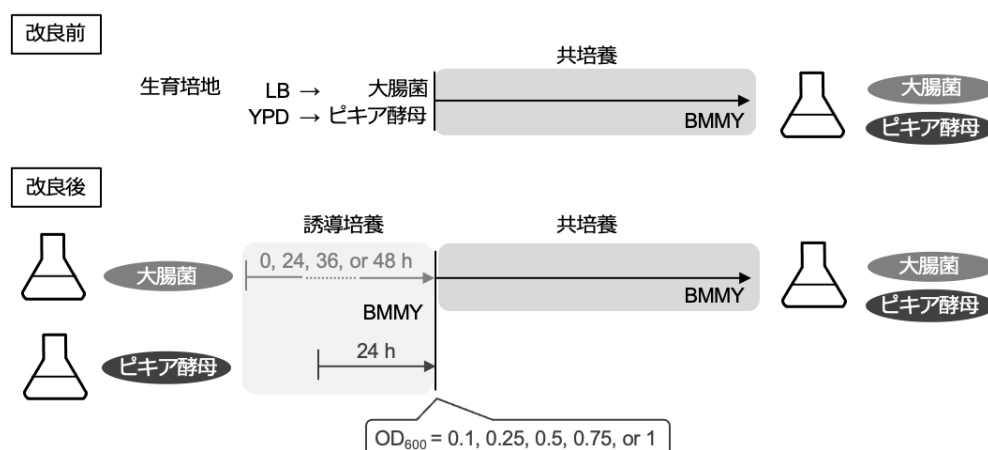 改良前
共培養
生育培地 LB → 大腸菌
YPD → ピキア酵母
BMMY
大腸菌
ピキア酵母
改良後
誘導培養
共培養
0, 24, 36, or 48 h
大腸菌
BMMY
BMMY
大腸菌
ピキア酵母
ピキア酵母
24 h
OD₆₀₀ = 0.1, 0.25, 0.5, 0.75, or 1